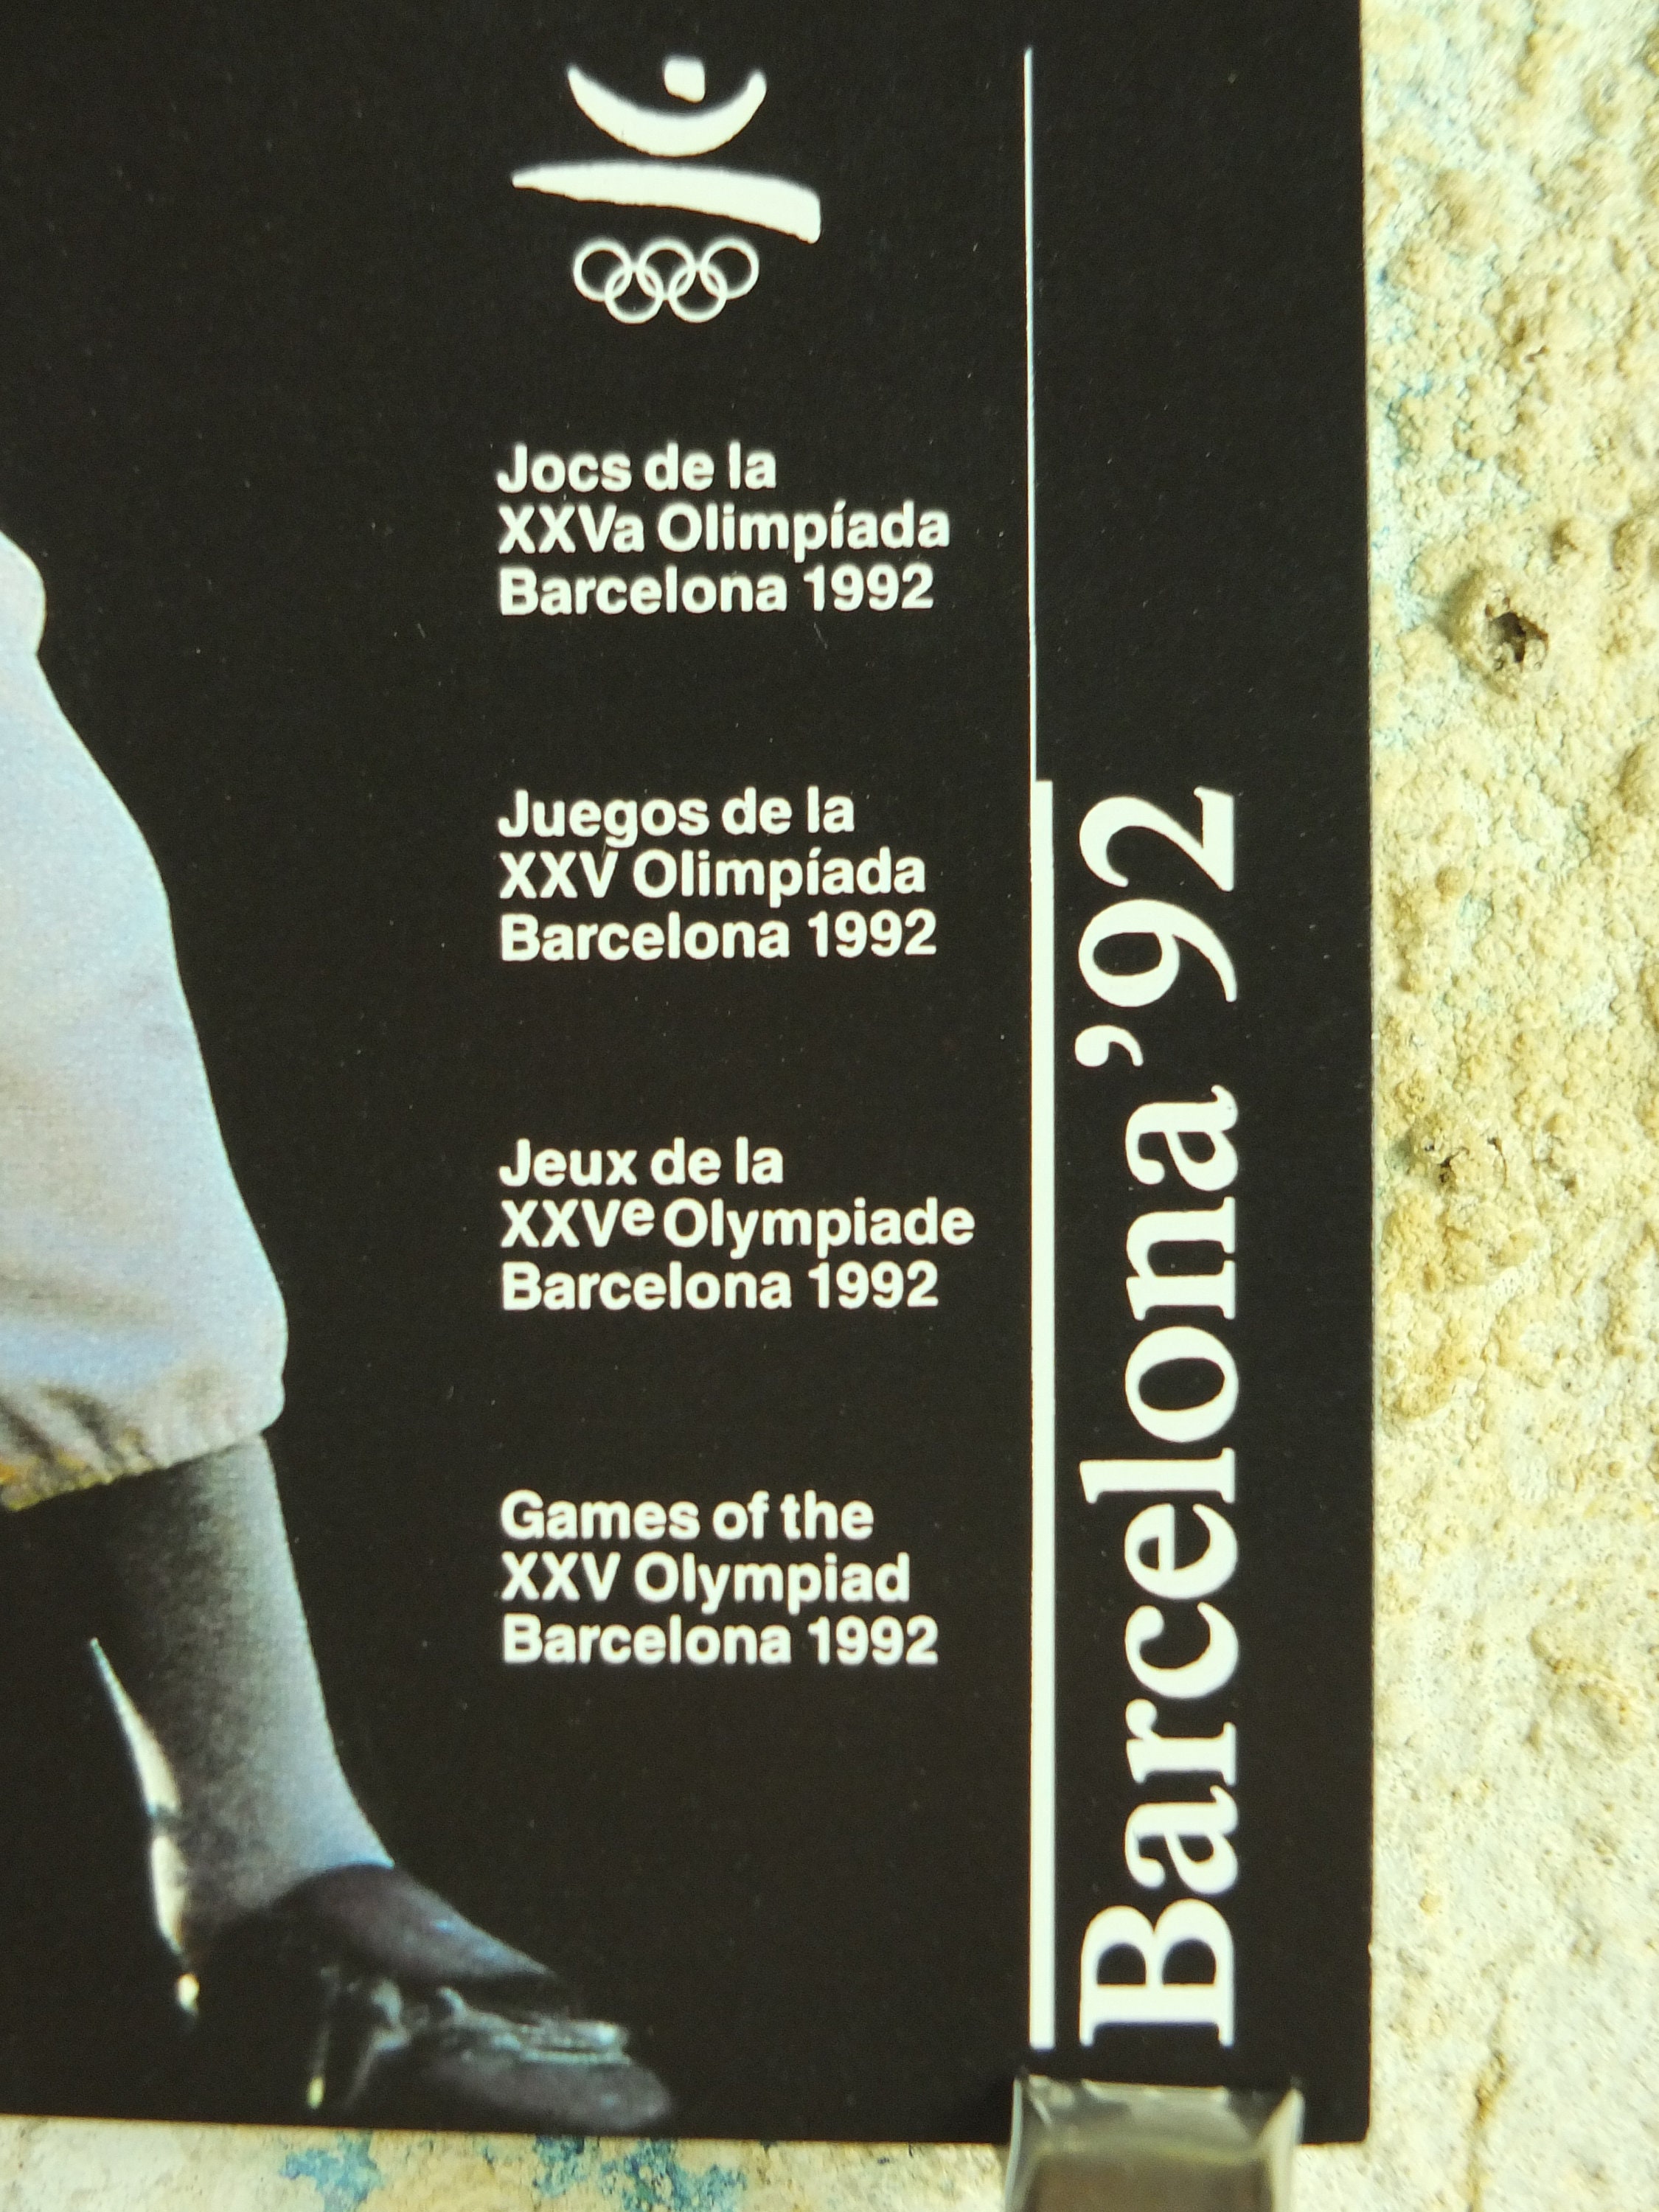 Jocs de la
XXVa Olimpíada
Barcelona 1992
Juegos de la
XXV Olimpíada
Barcelona 1992
Jeux de la
XXVe Olympiade
Barcelona 1992
Games of the
XXV Olympiad
Barcelona 1992
Barcelona '92